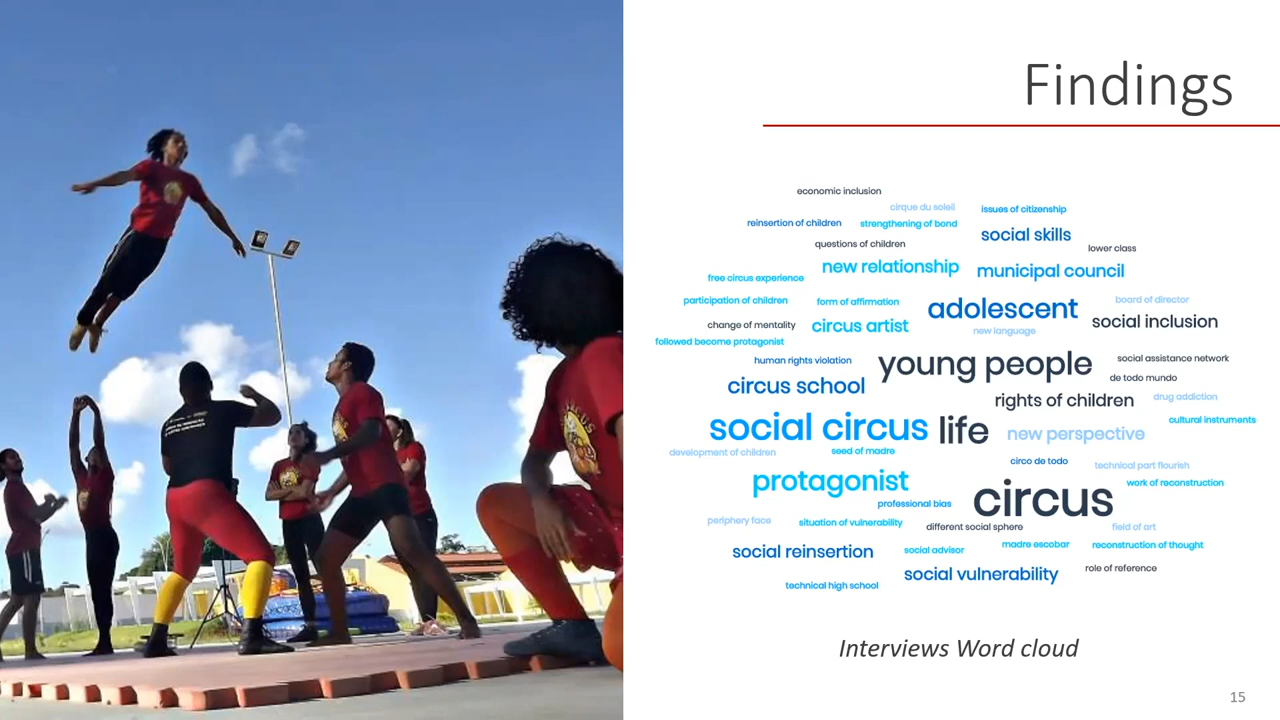 Findings
economic inclusion
cirque du soleil
issues of citizenship
reinsertion of children
strengthening of bond
social skills
questions of children
lower class
new relationship
municipal council
free circus experience
participation of children
form of affirmation
adolescent
board of director
change of mentality
circus artist
new language
social inclusion
followed become protagonist
human rights violation
young people
social assistance network
de todo mundo
circus school
rights of children
drug addiction
social circus
life
new perspective
cultural instruments
development of children
seed of madre
circo de todo
technical part flourish
protagonist
work of reconstruction
professional bias
circus
periphery face
situation of vulnerability
different social sphere
field of art
social reinsertion
social advisor
madre escobar
reconstruction of thought
technical high school
social vulnerability
role of reference
Interviews Word cloud
15